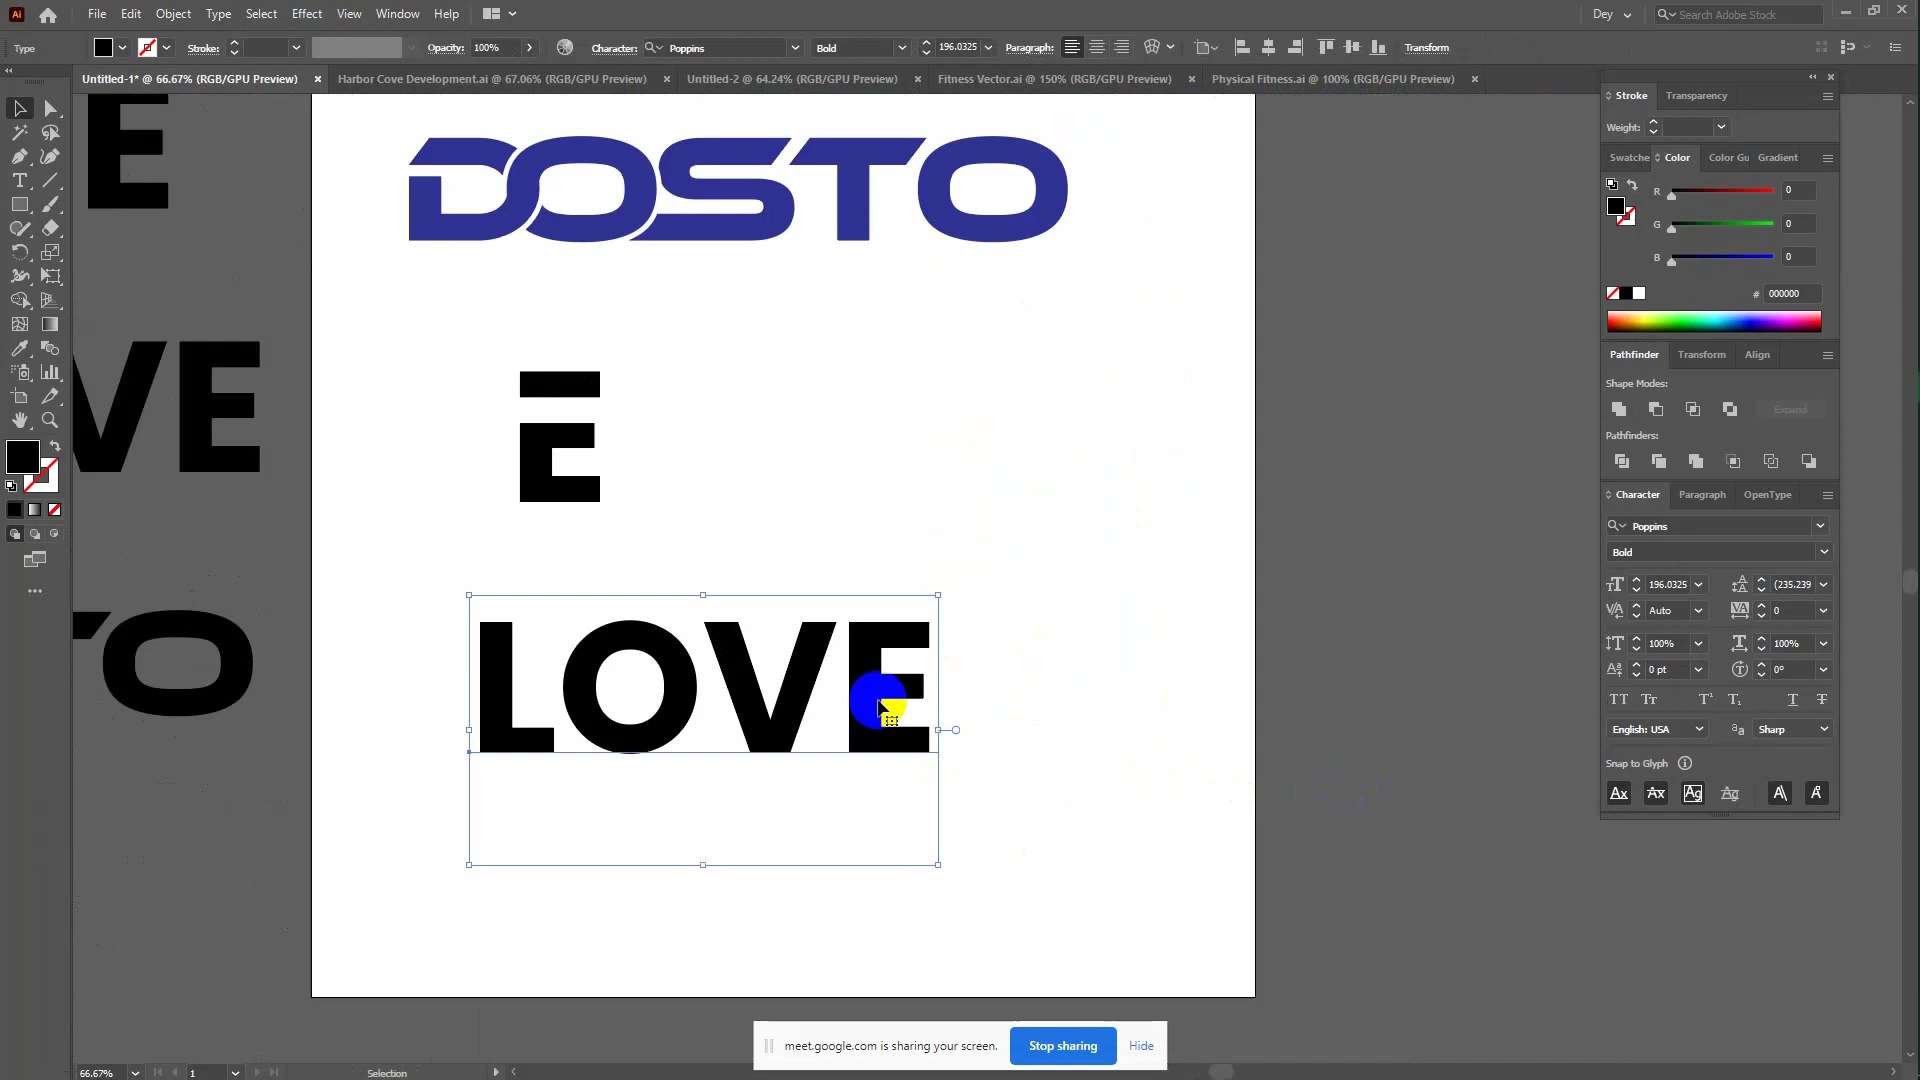 File Edit Object Type Select Effect View Window Help
Dey
Search Adobe Stock
Type
Stroke:
Opacity: 100%
Character: Poppins
Bold
196.0325
Paragraph:
Transform
Untitled-1* @ 66.67% (RGB/GPU Preview)
Harbor Cove Development.ai @ 67.06% (RGB/GPU Preview)
Untitled-2 @ 64.24% (RGB/GPU Preview)
Fitness Vector.ai @ 150% (RGB/GPU Preview)
Physical Fitness.ai @ 100% (RGB/GPU Preview)
Stroke Transparency
Weight:
Swatche Color Color Gu Gradient
R 0
G 0
B 0
# 000000
Pathfinder Transform Align
Shape Modes:
Expand
Pathfinders:
Character Paragraph OpenType
Poppins
Bold
196.0325 (235.239
Auto 0
100% 100%
0 pt 0°
English: USA
Sharp
Snap to Glyph
E
DOSTO
VE
E
TO
LOVE
meet.google.com is sharing your screen.
Stop sharing
Hide
66.67%
1
Selection